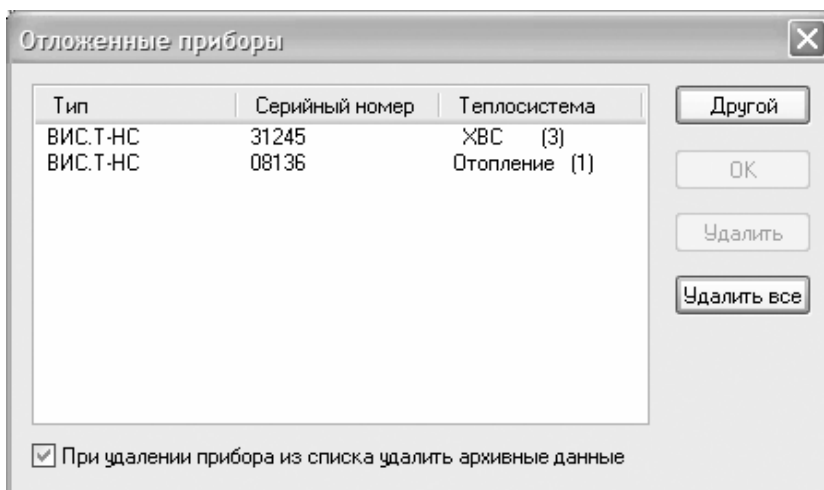 Отложенные приборы
Тип Серийный номер Теплосистема
ВИС.Т-НС 31245 ХВС (3)
ВИС.Т-НС 08136 Отопление (1)
Другой
OK
Удалить
Удалить все
При удалении прибора из списка удалить архивные данные